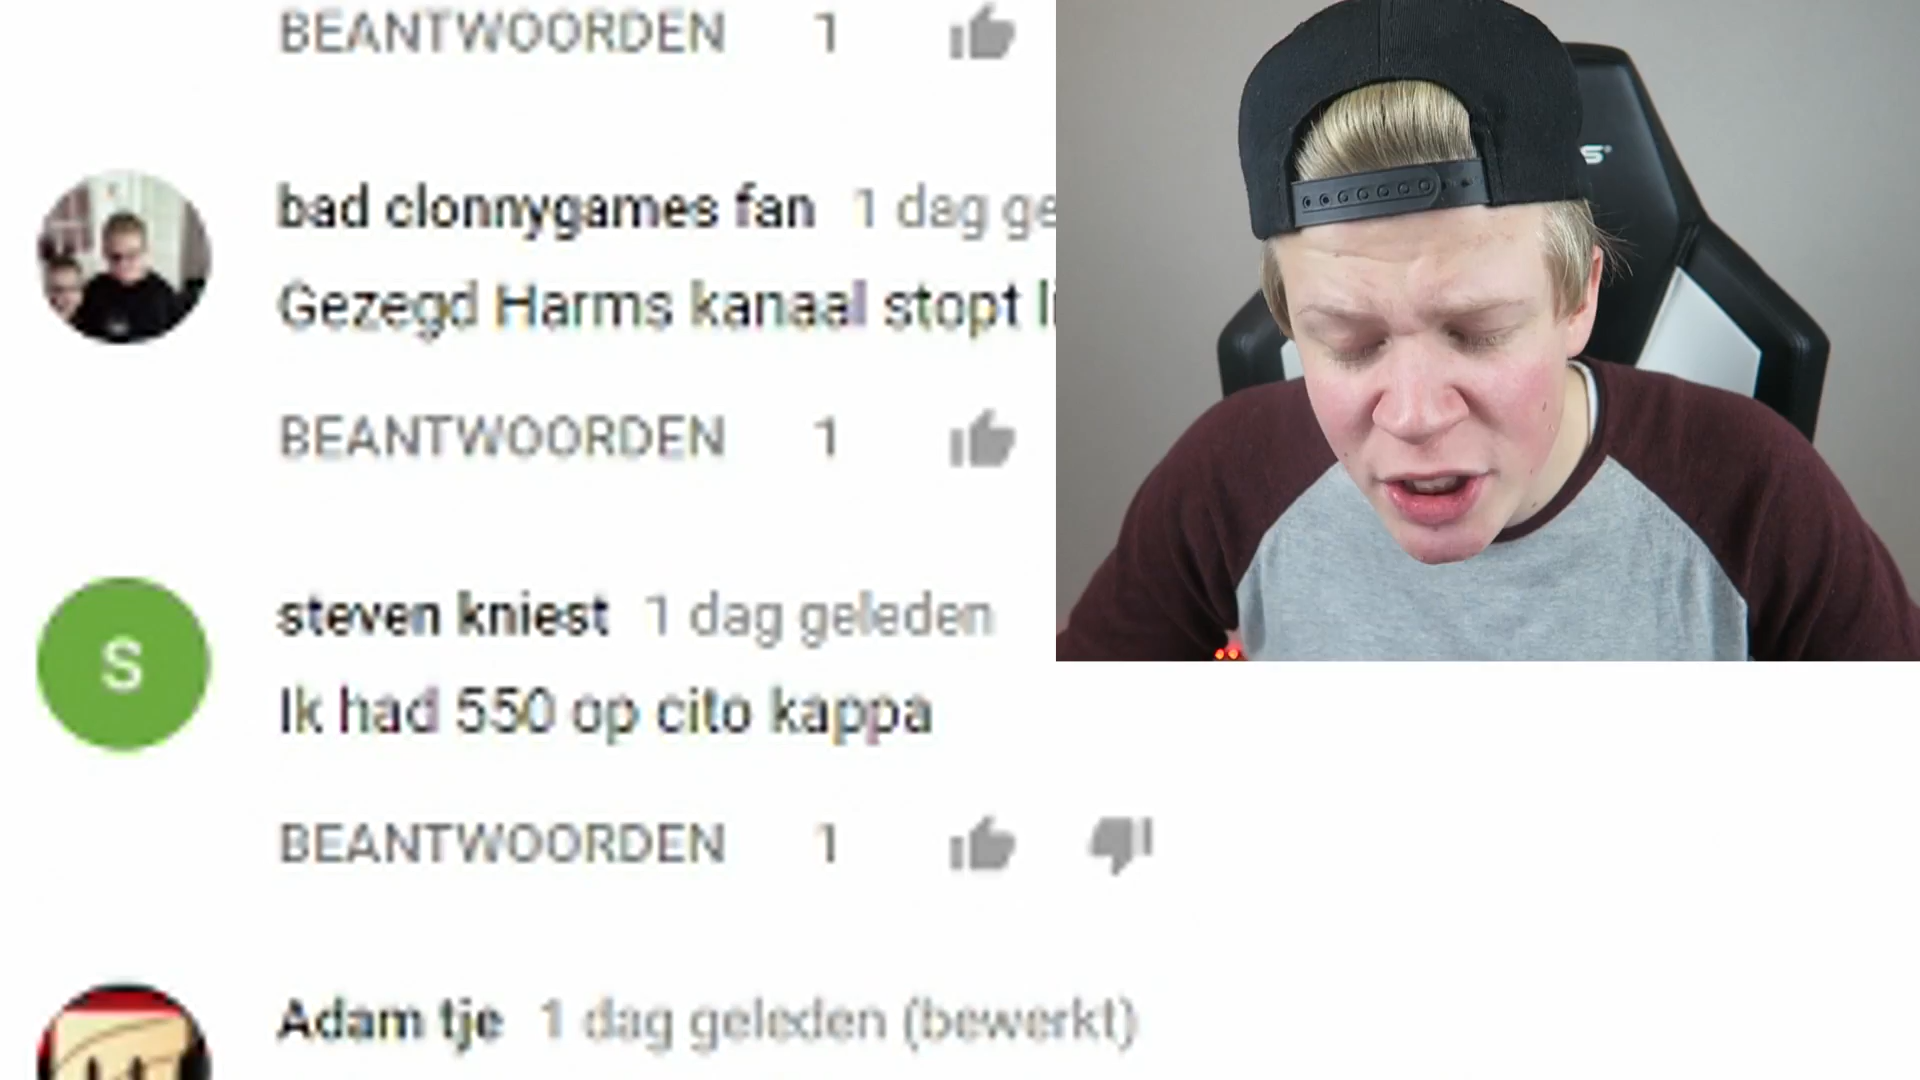 BEANTWOORDEN 1
bad clonnygames fan 1 dag ge
Gezegd Harms kanaal stopt
BEANTWOORDEN 1
S
steven kniest 1 dag geleden
Ik had 550 op cito kappa
BEANTWOORDEN 1
Adam tje 1 dag geleden (bewerkt)